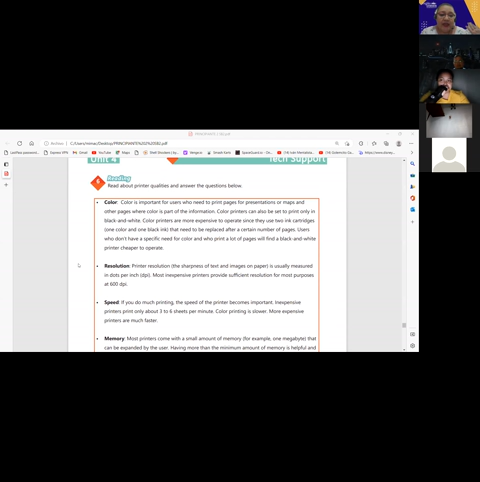 C:/Users/
Gmail
YouTube
Maps
Unit 4
Tech Support
Reading
Read about printer qualities and answer the questions below.
• Color: Color is important for users who need to print pages for presentations or maps and
other pages where color is part of the information. Color printers can also be set to print only in
black-and-white. Color printers are more expensive to operate since they use two ink cartridges
(one color and one black ink) that need to be replaced after a certain number of pages. Users
who don't have a specific need for color and who print a lot of pages will find a black-and-white
printer cheaper to operate.
• Resolution: Printer resolution (the sharpness of text and images on paper) is usually measured
in dots per inch (dpi). Most inexpensive printers provide sufficient resolution for most purposes
at 600 dpi.
• Speed: If you do much printing, the speed of the printer becomes important. Inexpensive
printers print only about 3 to 6 sheets per minute. Color printing is slower. More expensive
printers are much faster.
• Memory: Most printers come with a small amount of memory (for example, one megabyte) that
can be expanded by the user. Having more than the minimum amount of memory is helpful and